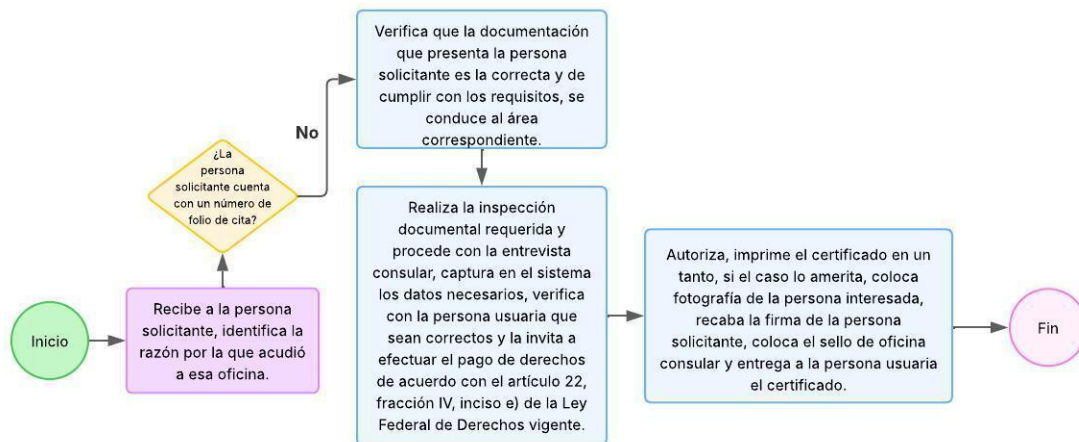 Inicio
Recibe a la persona
solicitante, identifica la
razón por la que acudió
a esa oficina.
¿La
persona
solicitante cuenta
con un número de
folio de cita?
No
Verifica que la documentación
que presenta la persona
solicitante es la correcta y de
cumplir con los requisitos, se
conduce al área
correspondiente.
Realiza la inspección
documental requerida y
procede con la entrevista
consular, captura en el sistema
los datos necesarios, verifica
con la persona usuaria que
sean correctos y la invita a
efectuar el pago de derechos
de acuerdo con el artículo 22,
fracción IV, inciso e) de la Ley
Federal de Derechos vigente.
Autoriza, imprime el certificado en un
tanto, si el caso lo amerita, coloca
fotografía de la persona interesada,
recaba la firma de la persona
solicitante, coloca el sello de oficina
consular y entrega a la persona usuaria
el certificado.
Fin